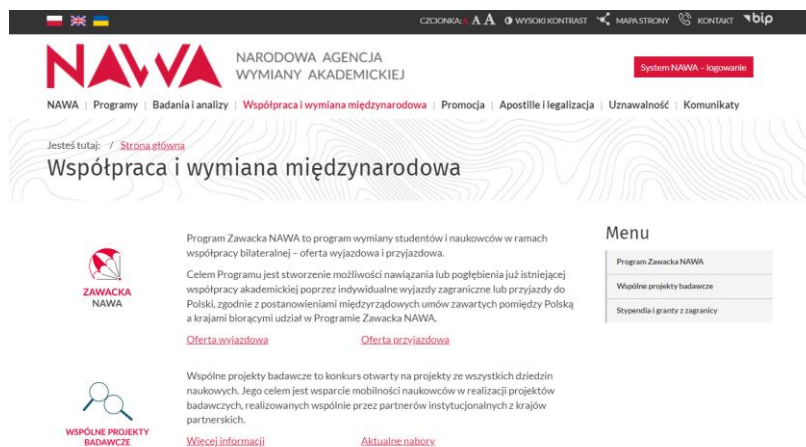 CZCIONKA: A A A WYSOKI KONTRAST MAPA STRONY KONTAKT bip
NAWA NARODOWA AGENCJA
WYMIANY AKADEMICKIEJ
System NAWA – logowanie
NAWA | Programy | Badania i analizy | Współpraca i wymiana międzynarodowa | Promocja | Apostille i legalizacja | Uznawalność | Komunikaty
Jesteś tutaj: / Strona główna
Współpraca i wymiana międzynarodowa
ZAWACKA
NAWA
Program Zawacka NAWA to program wymiany studentów i naukowców w ramach
współpracy bilateralnej – oferta wyjazdowa i przyjazdowa.
Celem Programu jest stworzenie możliwości nawiązania lub pogłębienia już istniejącej
współpracy akademickiej poprzez indywidualne wyjazdy zagraniczne lub przyjazdy do
Polski, zgodnie z postanowieniami międzyrządowych umów zawartych pomiędzy Polską
a krajami biorącymi udział w Programie Zawacka NAWA.
Oferta wyjazdowa Oferta przyjazdowa
WSPÓLNE PROJEKTY
BADAWCZE
Wspólne projekty badawcze to konkurs otwarty na projekty ze wszystkich dziedzin
naukowych. Jego celem jest wsparcie mobilności naukowców w realizacji projektów
badawczych, realizowanych wspólnie przez partnerów instytucjonalnych z krajów
partnerskich.
Więcej informacji Aktualne nabory
Menu
Program Zawacka NAWA
Wspólne projekty badawcze
Stypendia i granty z zagranicy